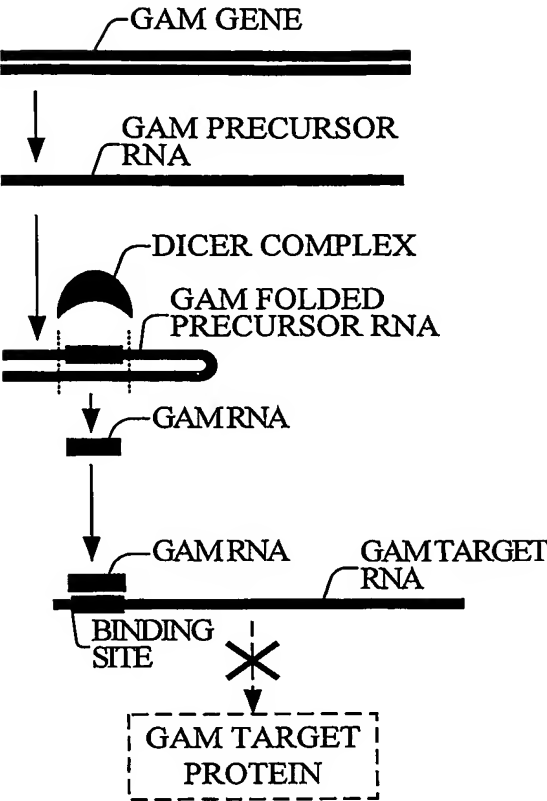 GAM GENE
GAM PRECURSOR
RNA
DICER COMPLEX
GAM FOLDED
PRECURSOR RNA
GAM RNA
GAM RNA
GAM TARGET
RNA
BINDING
SITE
GAM TARGET
PROTEIN